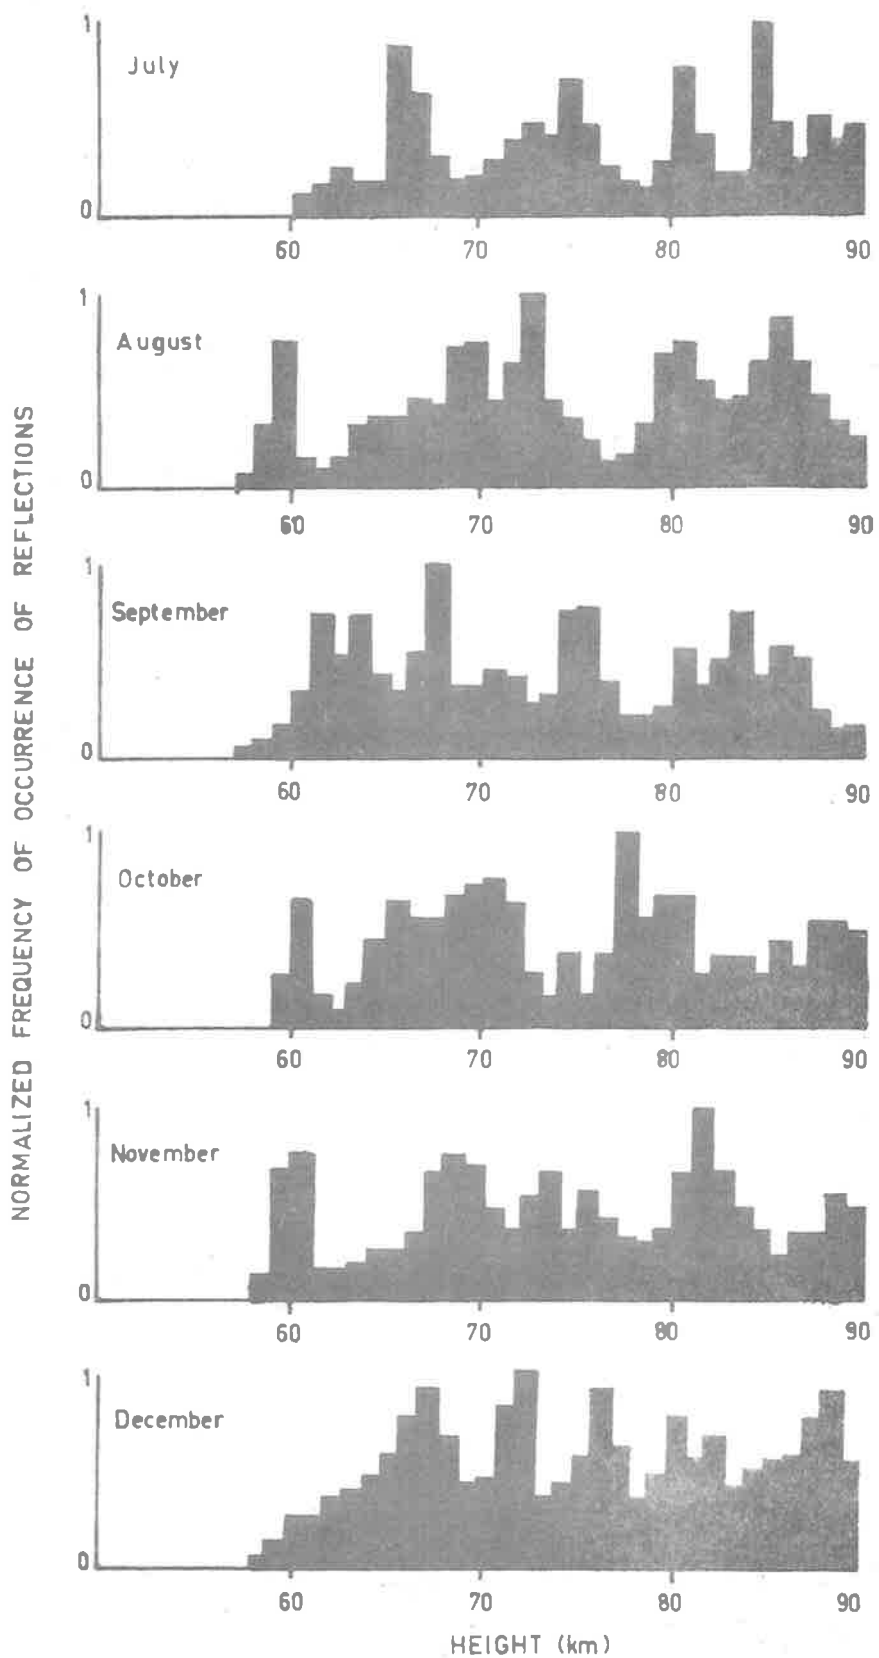 NORMALIZED FREQUENCY OF OCCURRENCE OF REFLECTIONS
1
July
0
60 70 80 90
1
August
0
60 70 80 90
1
September
0
60 70 80 90
1
October
0
60 70 80 90
1
November
0
60 70 80 90
1
December
0
60 70 80 90
HEIGHT (km)